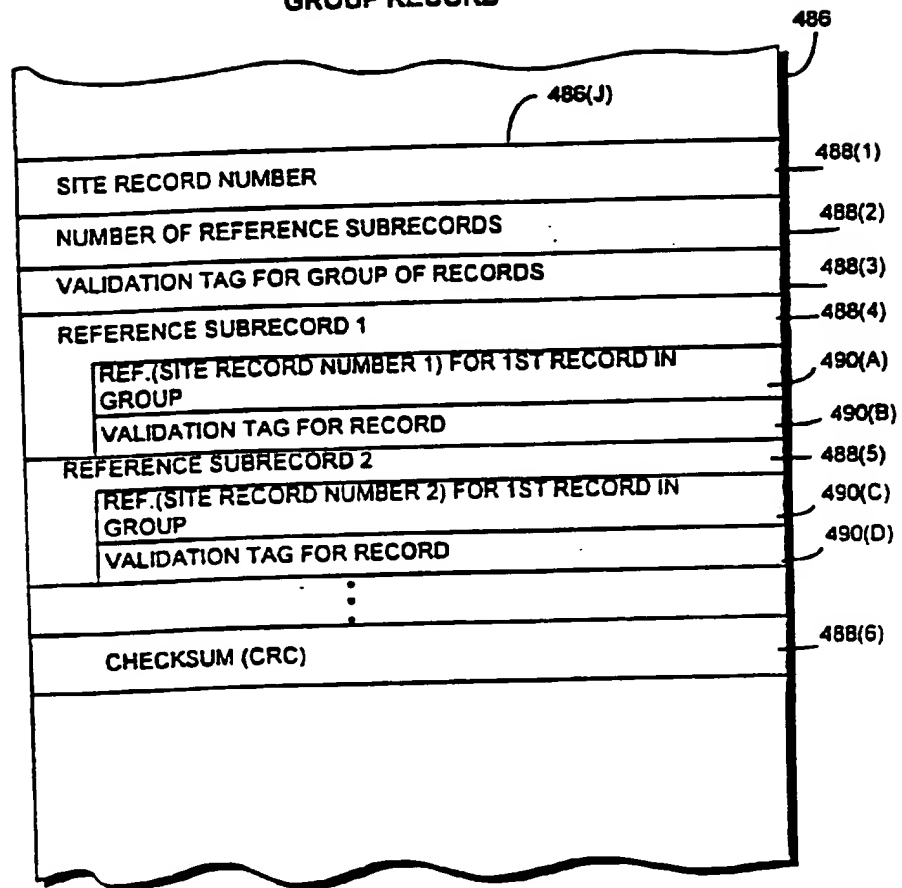 GROUP RECORD
486
486(J)
SITE RECORD NUMBER
488(1)
NUMBER OF REFERENCE SUBRECORDS
488(2)
VALIDATION TAG FOR GROUP OF RECORDS
488(3)
REFERENCE SUBRECORD 1
488(4)
REF.(SITE RECORD NUMBER 1) FOR 1ST RECORD IN
GROUP
490(A)
VALIDATION TAG FOR RECORD
490(B)
REFERENCE SUBRECORD 2
488(5)
REF.(SITE RECORD NUMBER 2) FOR 1ST RECORD IN
GROUP
490(C)
VALIDATION TAG FOR RECORD
490(D)
CHECKSUM (CRC)
488(6)